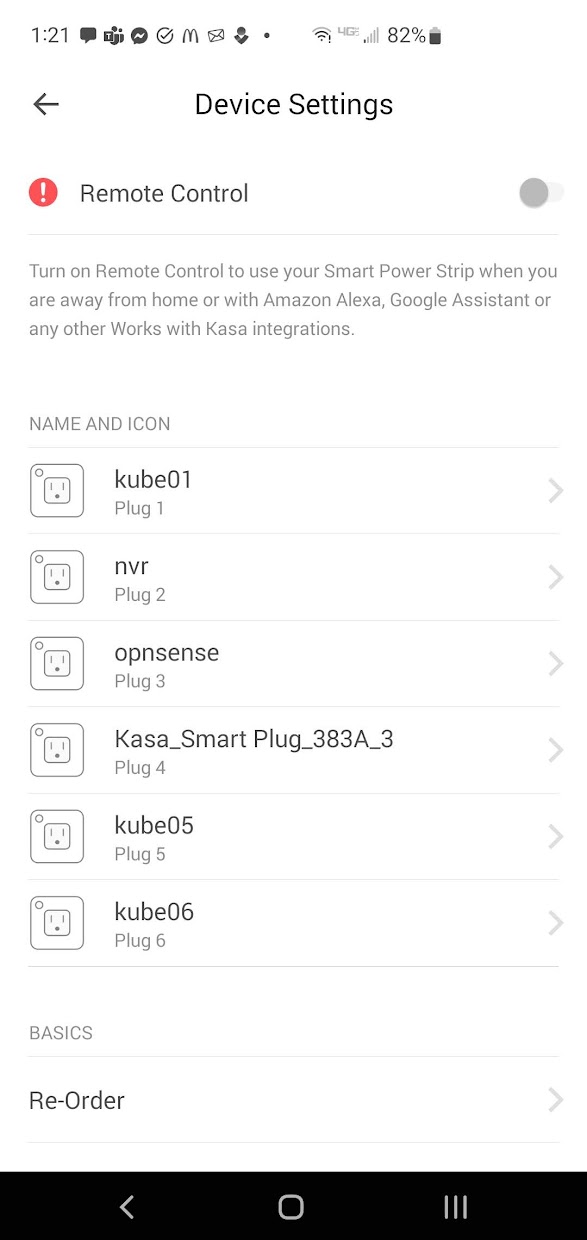 1:21 82%
Device Settings
Remote Control
Turn on Remote Control to use your Smart Power Strip when you
are away from home or with Amazon Alexa, Google Assistant or
any other Works with Kasa integrations.
NAME AND ICON
kube01
Plug 1
nvr
Plug 2
opnsense
Plug 3
Kasa_Smart Plug_383A_3
Plug 4
kube05
Plug 5
kube06
Plug 6
BASICS
Re-Order